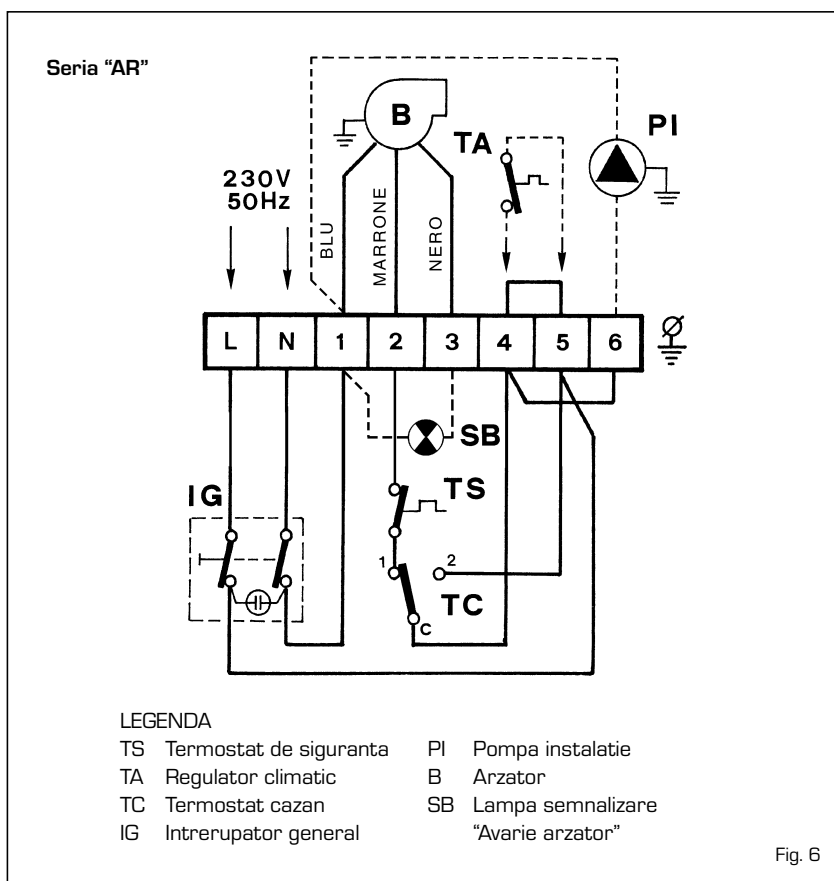 Seria "AR"
B
TA
PI
230V
50Hz
BLU
MARRONE
NERO
L N 1 2 3 4 5 6
SB
IG
TS
1 2
TC
C
LEGENDA
TS Termostat de siguranta PI Pompa instalatie
TA Regulator climatic B Arzator
TC Termostat cazan SB Lampa semnalizare
IG Intrerupator general "Avarie arzator"
Fig. 6